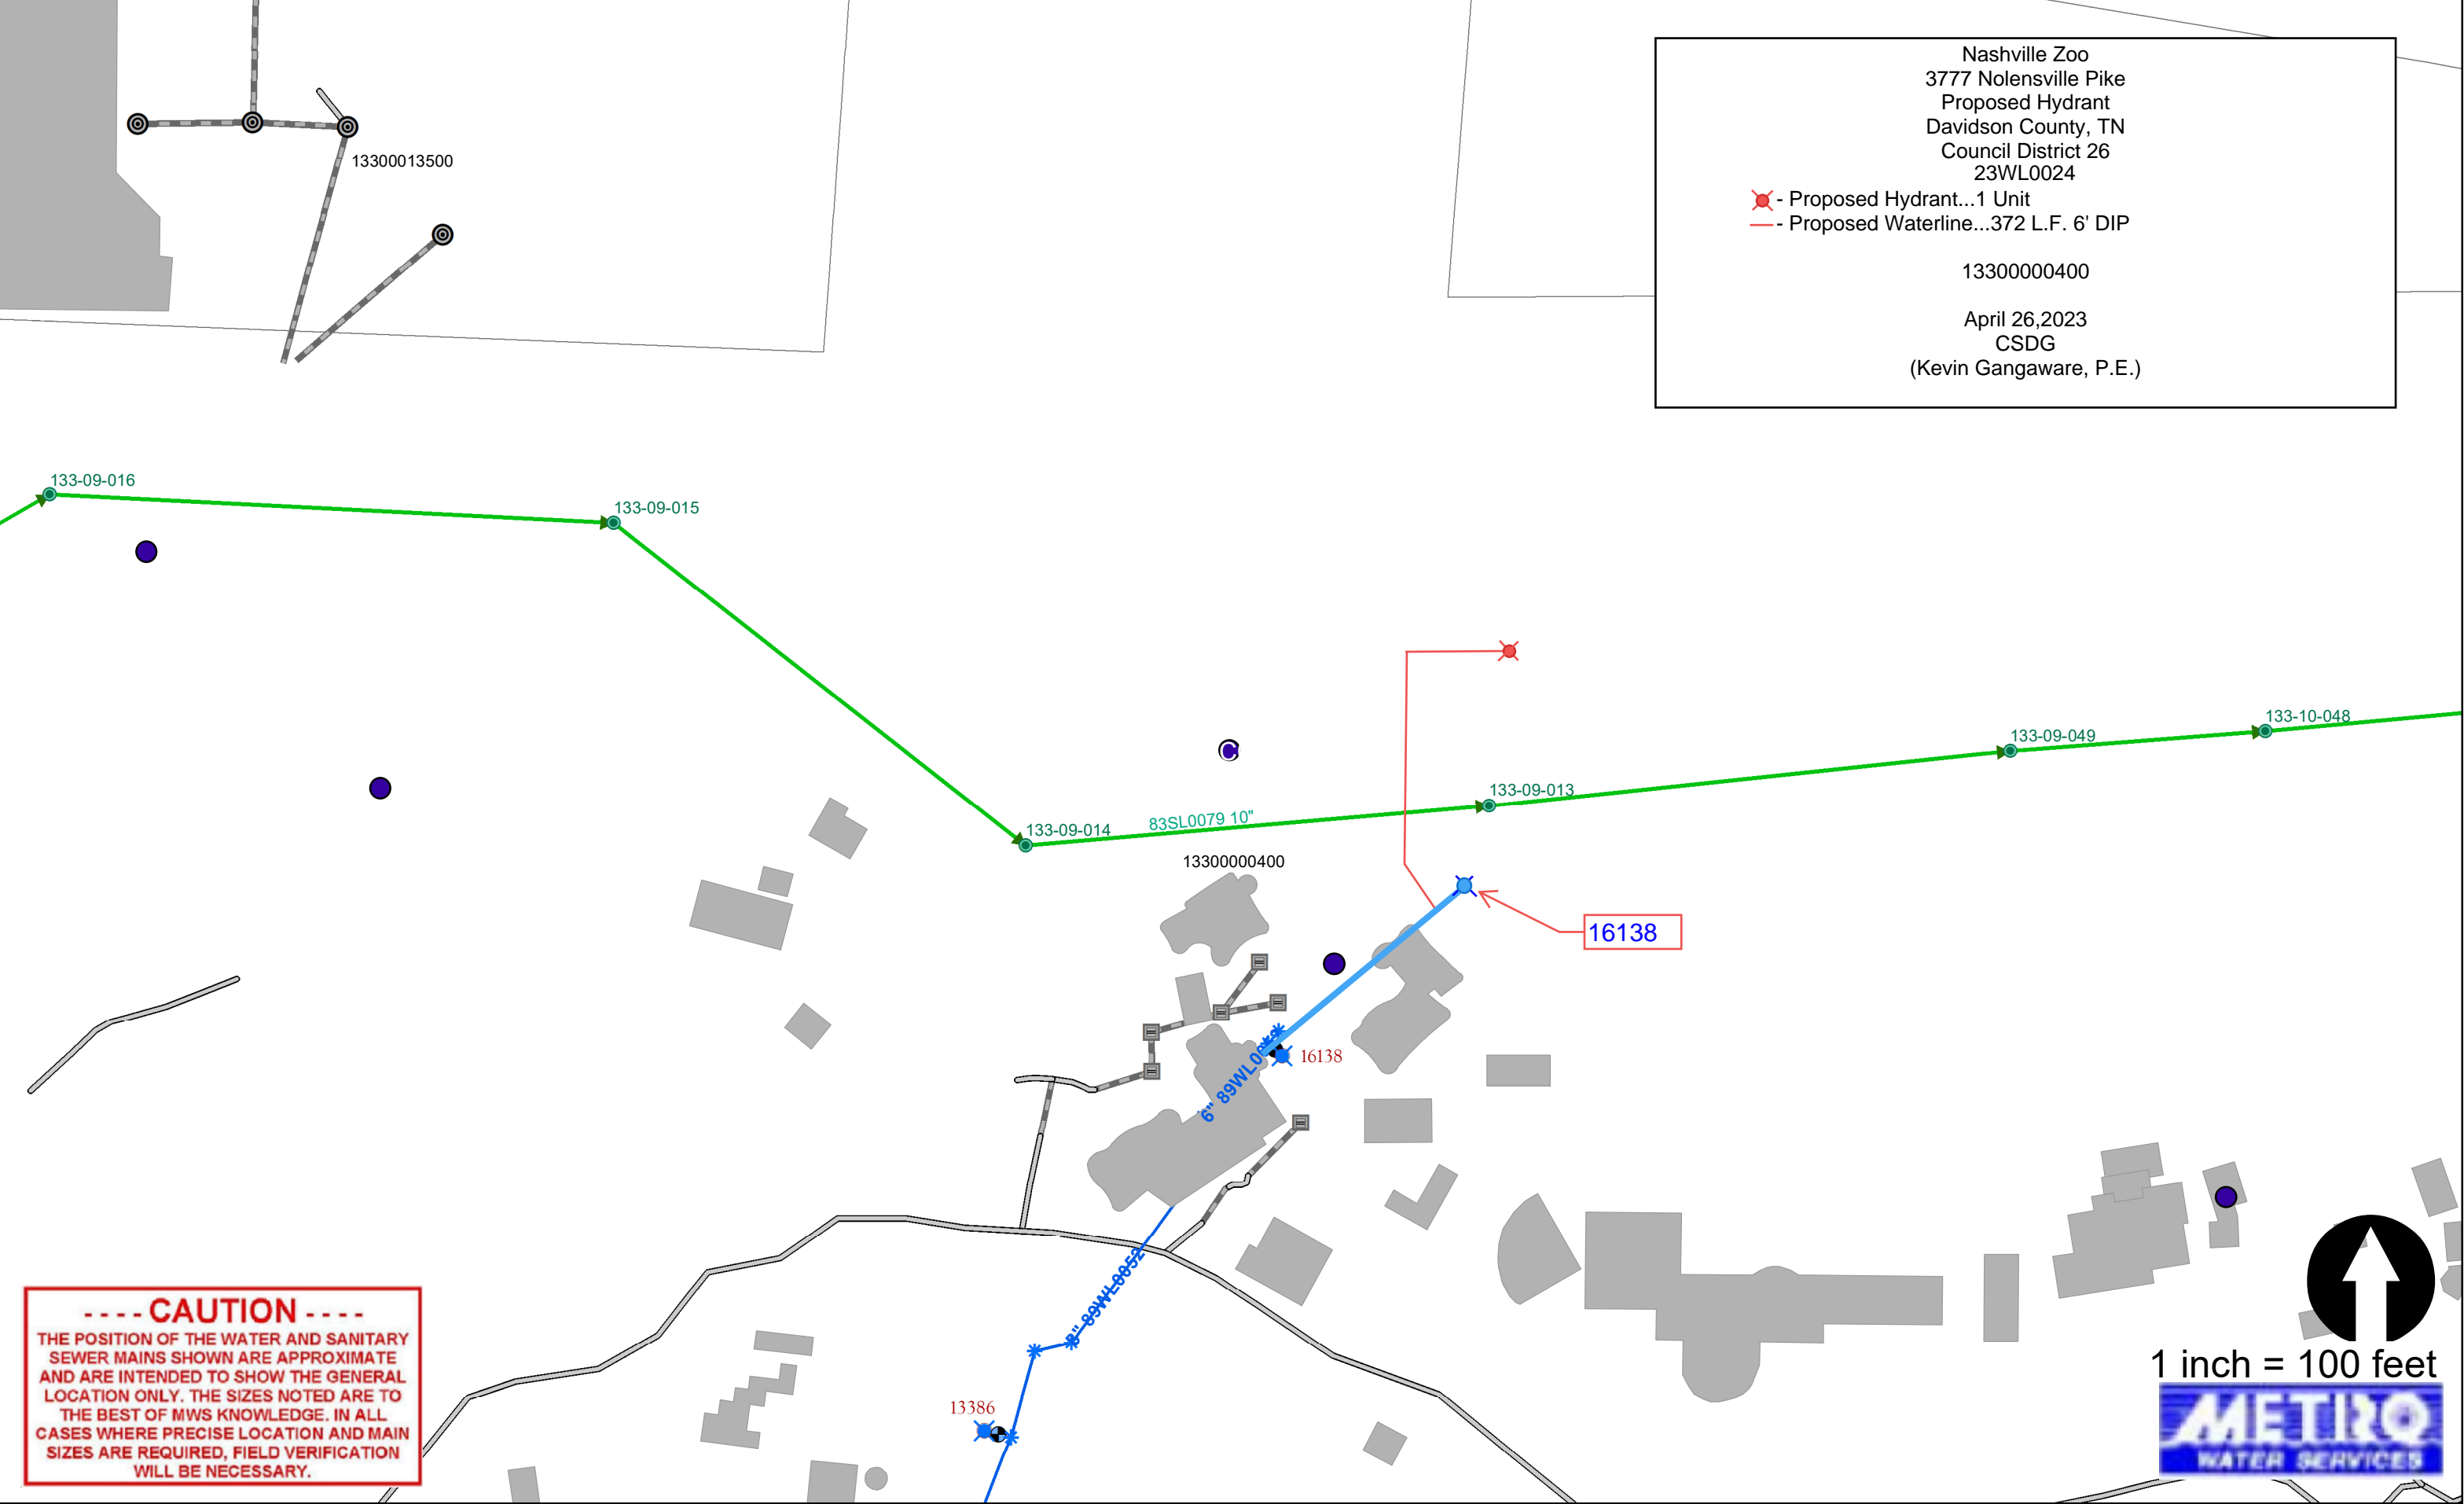 Nashville Zoo
3777 Nolensville Pike
Proposed Hydrant
Davidson County, TN
Council District 26
23WL0024
- Proposed Hydrant...1 Unit
- Proposed Waterline...372 L.F. 6' DIP
13300000400
April 26,2023
CSDG
(Kevin Gangaware, P.E.)
13300013500
133-09-016
133-09-015
133-10-048
133-09-049
133-09-013
83SL0079 10"
133-09-014
13300000400
16138
16138
6" 89WL
89WL0052
13386
- - - - CAUTION - - - -
THE POSITION OF THE WATER AND SANITARY
SEWER MAINS SHOWN ARE APPROXIMATE
AND ARE INTENDED TO SHOW THE GENERAL
LOCATION ONLY. THE SIZES NOTED ARE TO
THE BEST OF MWS KNOWLEDGE. IN ALL
CASES WHERE PRECISE LOCATION AND MAIN
SIZES ARE REQUIRED, FIELD VERIFICATION
WILL BE NECESSARY.
1 inch = 100 feet
METRO
WATER SERVICES